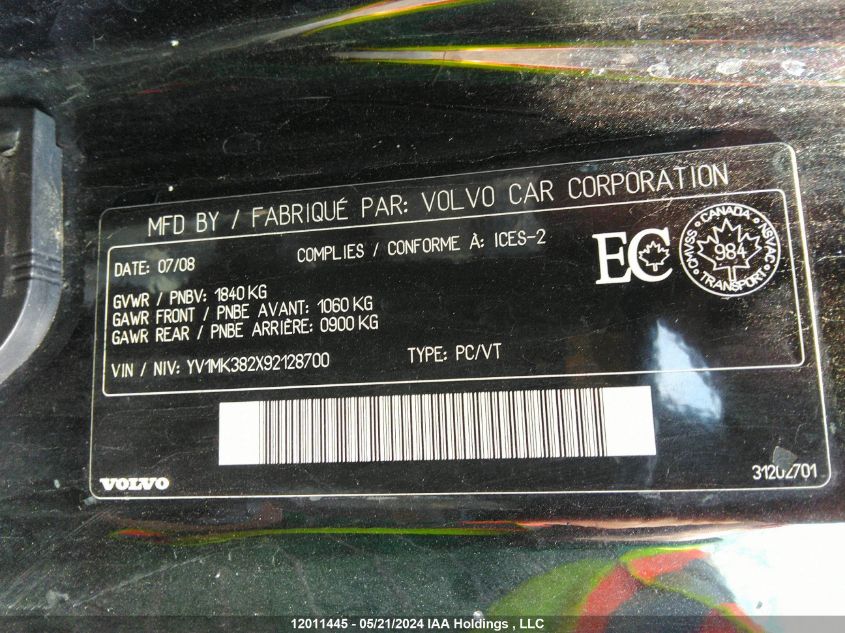 MFD BY / FABRIQUÉ PAR: VOLVO CAR CORPORATION
DATE: 07/08
COMPLIES / CONFORME À: ICES-2
EC
CMVSS · CANADA · NSVAC
984
TRANSPORT
GVWR / PNBV: 1840 KG
GAWR FRONT / PNBE AVANT: 1060 KG
GAWR REAR / PNBE ARRIÈRE: 0900 KG
VIN / NIV: YV1MK382X92128700
TYPE: PC/VT
VOLVO
31202701
12011445 - 05/21/2024 IAA Holdings , LLC